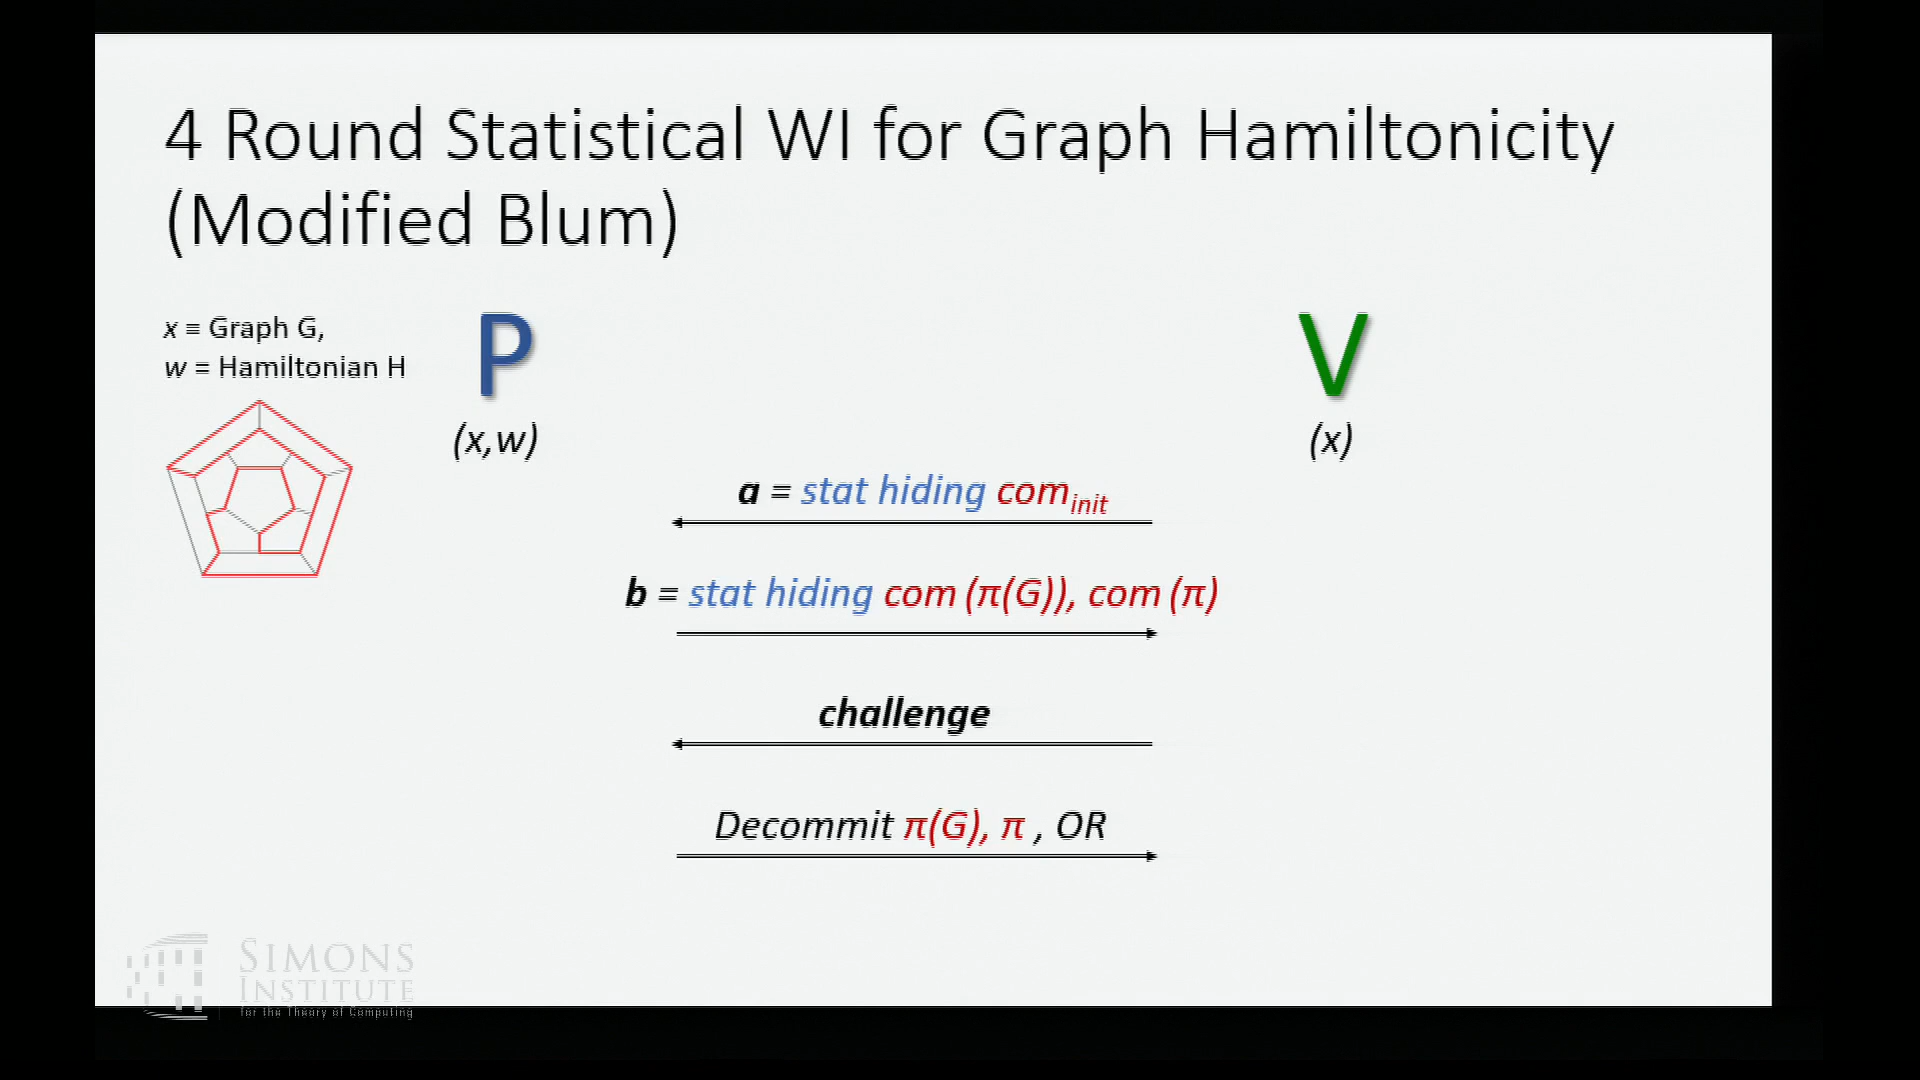 4 Round Statistical WI for Graph Hamiltonicity
(Modified Blum)
x = Graph G,
w = Hamiltonian H
P
V
(x,w)
(x)
a = stat hiding com_init
b = stat hiding com (π(G)), com (π)
challenge
Decommit π(G), π , OR
SIMONS
INSTITUTE
for the Theory of Computing